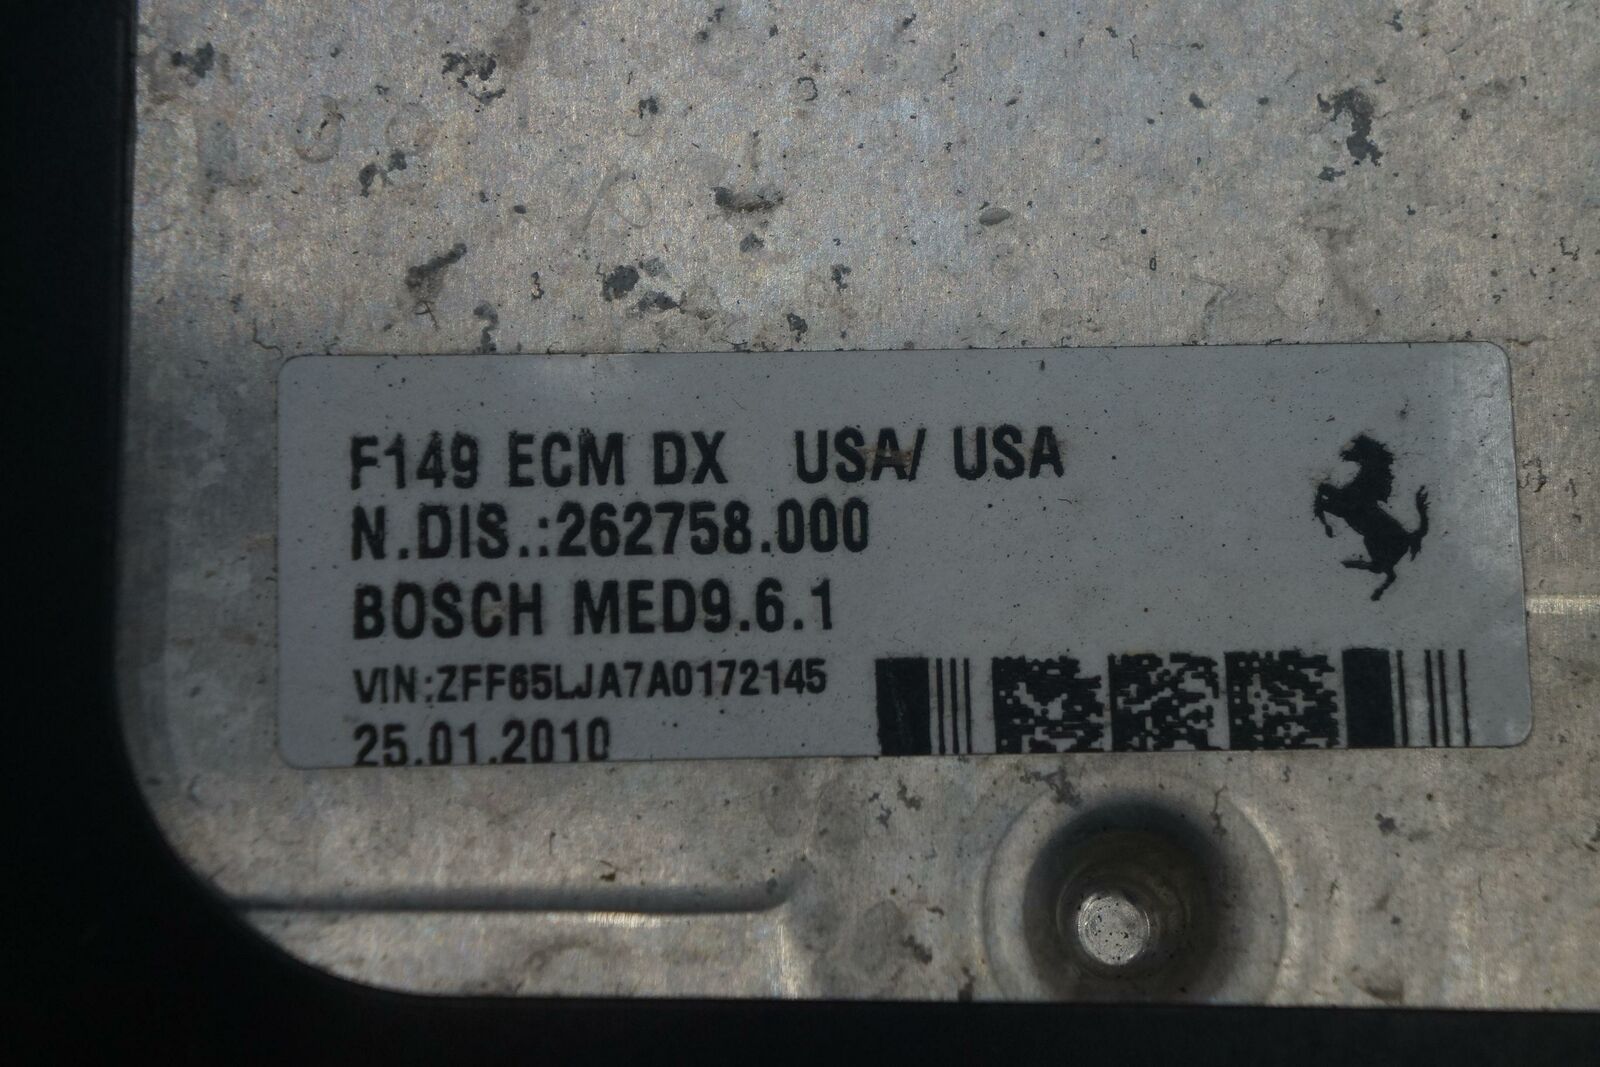 F149 ECM DX USA/ USA
N.DIS.:262758.000
BOSCH MED9.6.1
VIN:ZFF65LJA7A0172145
25.01.2010